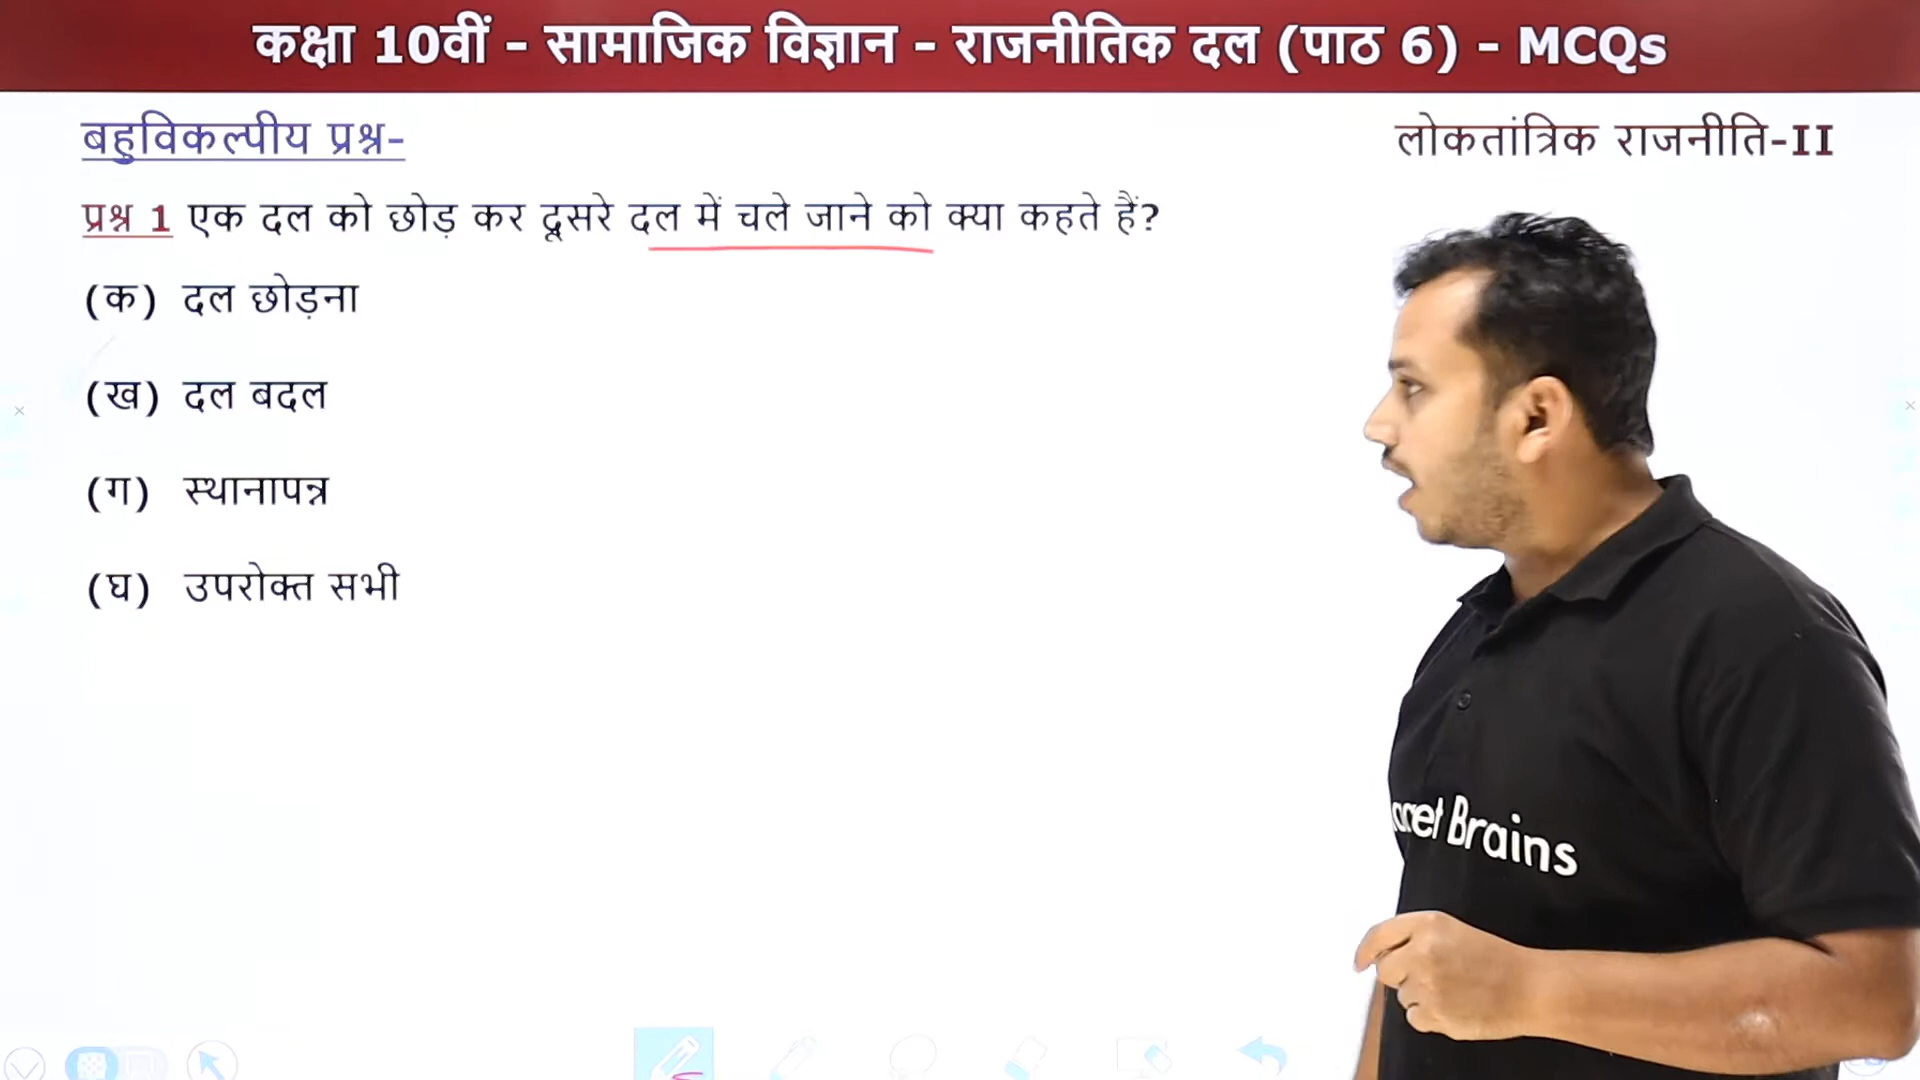 कक्षा 10वीं - सामाजिक विज्ञान - राजनीतिक दल (पाठ 6) - MCQs
बहुविकल्पीय प्रश्न-
लोकतांत्रिक राजनीति-II
प्रश्न 1 एक दल को छोड़ कर दूसरे दल में चले जाने को क्या कहते हैं?
(क) दल छोड़ना
(ख) दल बदल
(ग) स्थानापन्न
(घ) उपरोक्त सभी
Brains